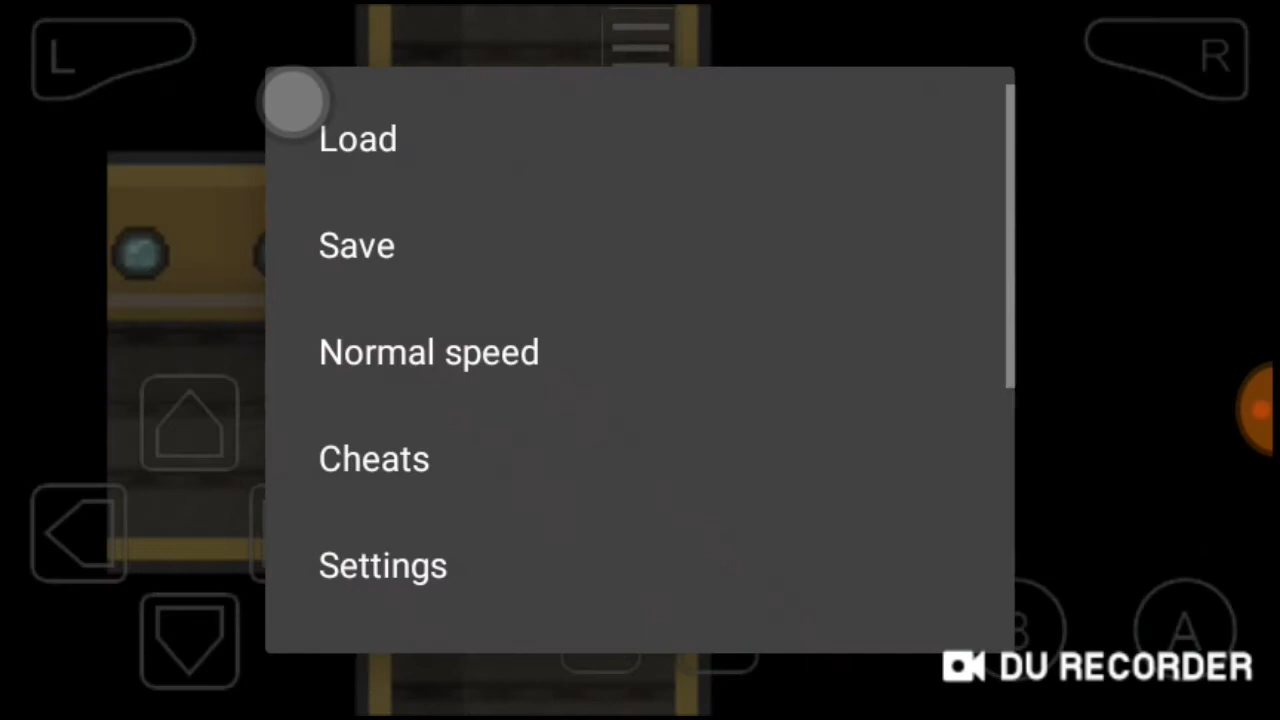 L
R
Load
Save
Normal speed
Cheats
Settings
B
A
DU RECORDER